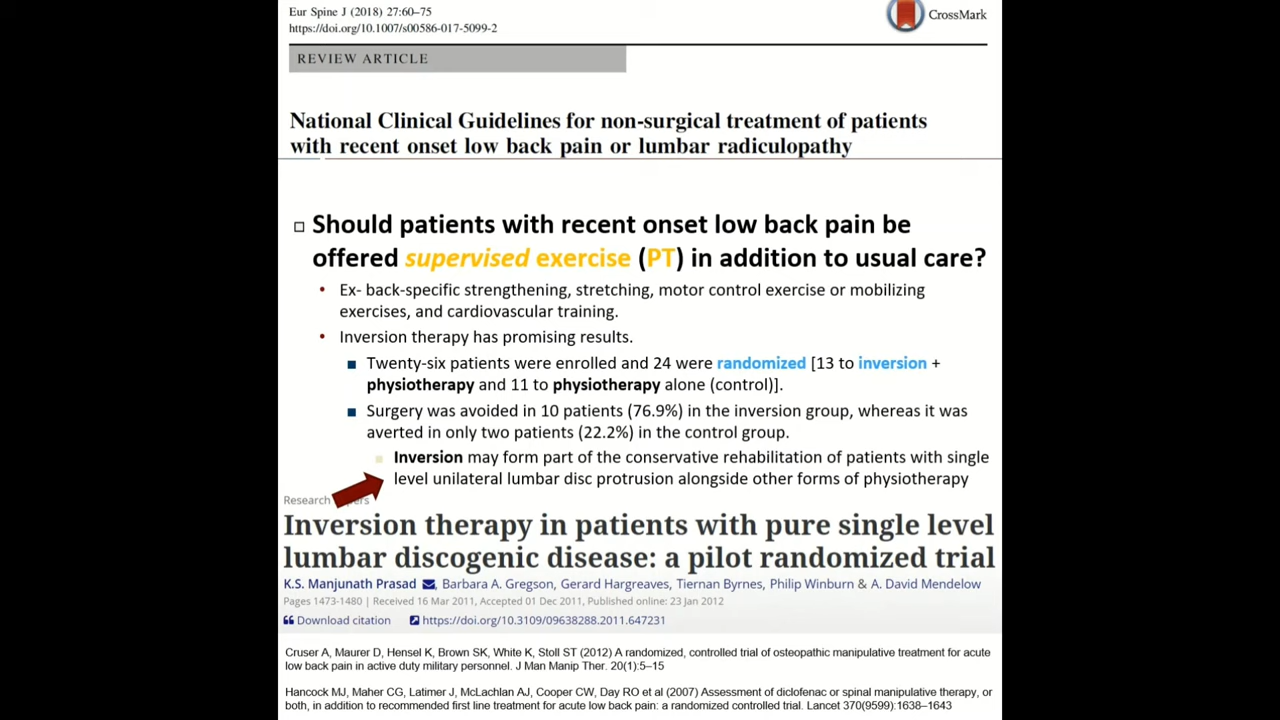 Eur Spine J (2018) 27:60–75
https://doi.org/10.1007/s00586-017-5099-2
CrossMark
REVIEW ARTICLE
National Clinical Guidelines for non-surgical treatment of patients
with recent onset low back pain or lumbar radiculopathy
Should patients with recent onset low back pain be
offered supervised exercise (PT) in addition to usual care?
• Ex- back-specific strengthening, stretching, motor control exercise or mobilizing
exercises, and cardiovascular training.
• Inversion therapy has promising results.
Twenty-six patients were enrolled and 24 were randomized [13 to inversion +
physiotherapy and 11 to physiotherapy alone (control)].
Surgery was avoided in 10 patients (76.9%) in the inversion group, whereas it was
averted in only two patients (22.2%) in the control group.
Inversion may form part of the conservative rehabilitation of patients with single
level unilateral lumbar disc protrusion alongside other forms of physiotherapy
Research
Inversion therapy in patients with pure single level
lumbar discogenic disease: a pilot randomized trial
K.S. Manjunath Prasad, Barbara A. Gregson, Gerard Hargreaves, Tiernan Byrnes, Philip Winburn & A. David Mendelow
Pages 1473-1480 | Received 16 Mar 2011, Accepted 01 Dec 2011, Published online: 23 Jan 2012
Download citation https://doi.org/10.3109/09638288.2011.647231
Cruser A, Maurer D, Hensel K, Brown SK, White K, Stoll ST (2012) A randomized, controlled trial of osteopathic manipulative treatment for acute
low back pain in active duty military personnel. J Man Manip Ther. 20(1):5–15
Hancock MJ, Maher CG, Latimer J, McLachlan AJ, Cooper CW, Day RO et al (2007) Assessment of diclofenac or spinal manipulative therapy, or
both, in addition to recommended first line treatment for acute low back pain: a randomized controlled trial. Lancet 370(9599):1638–1643